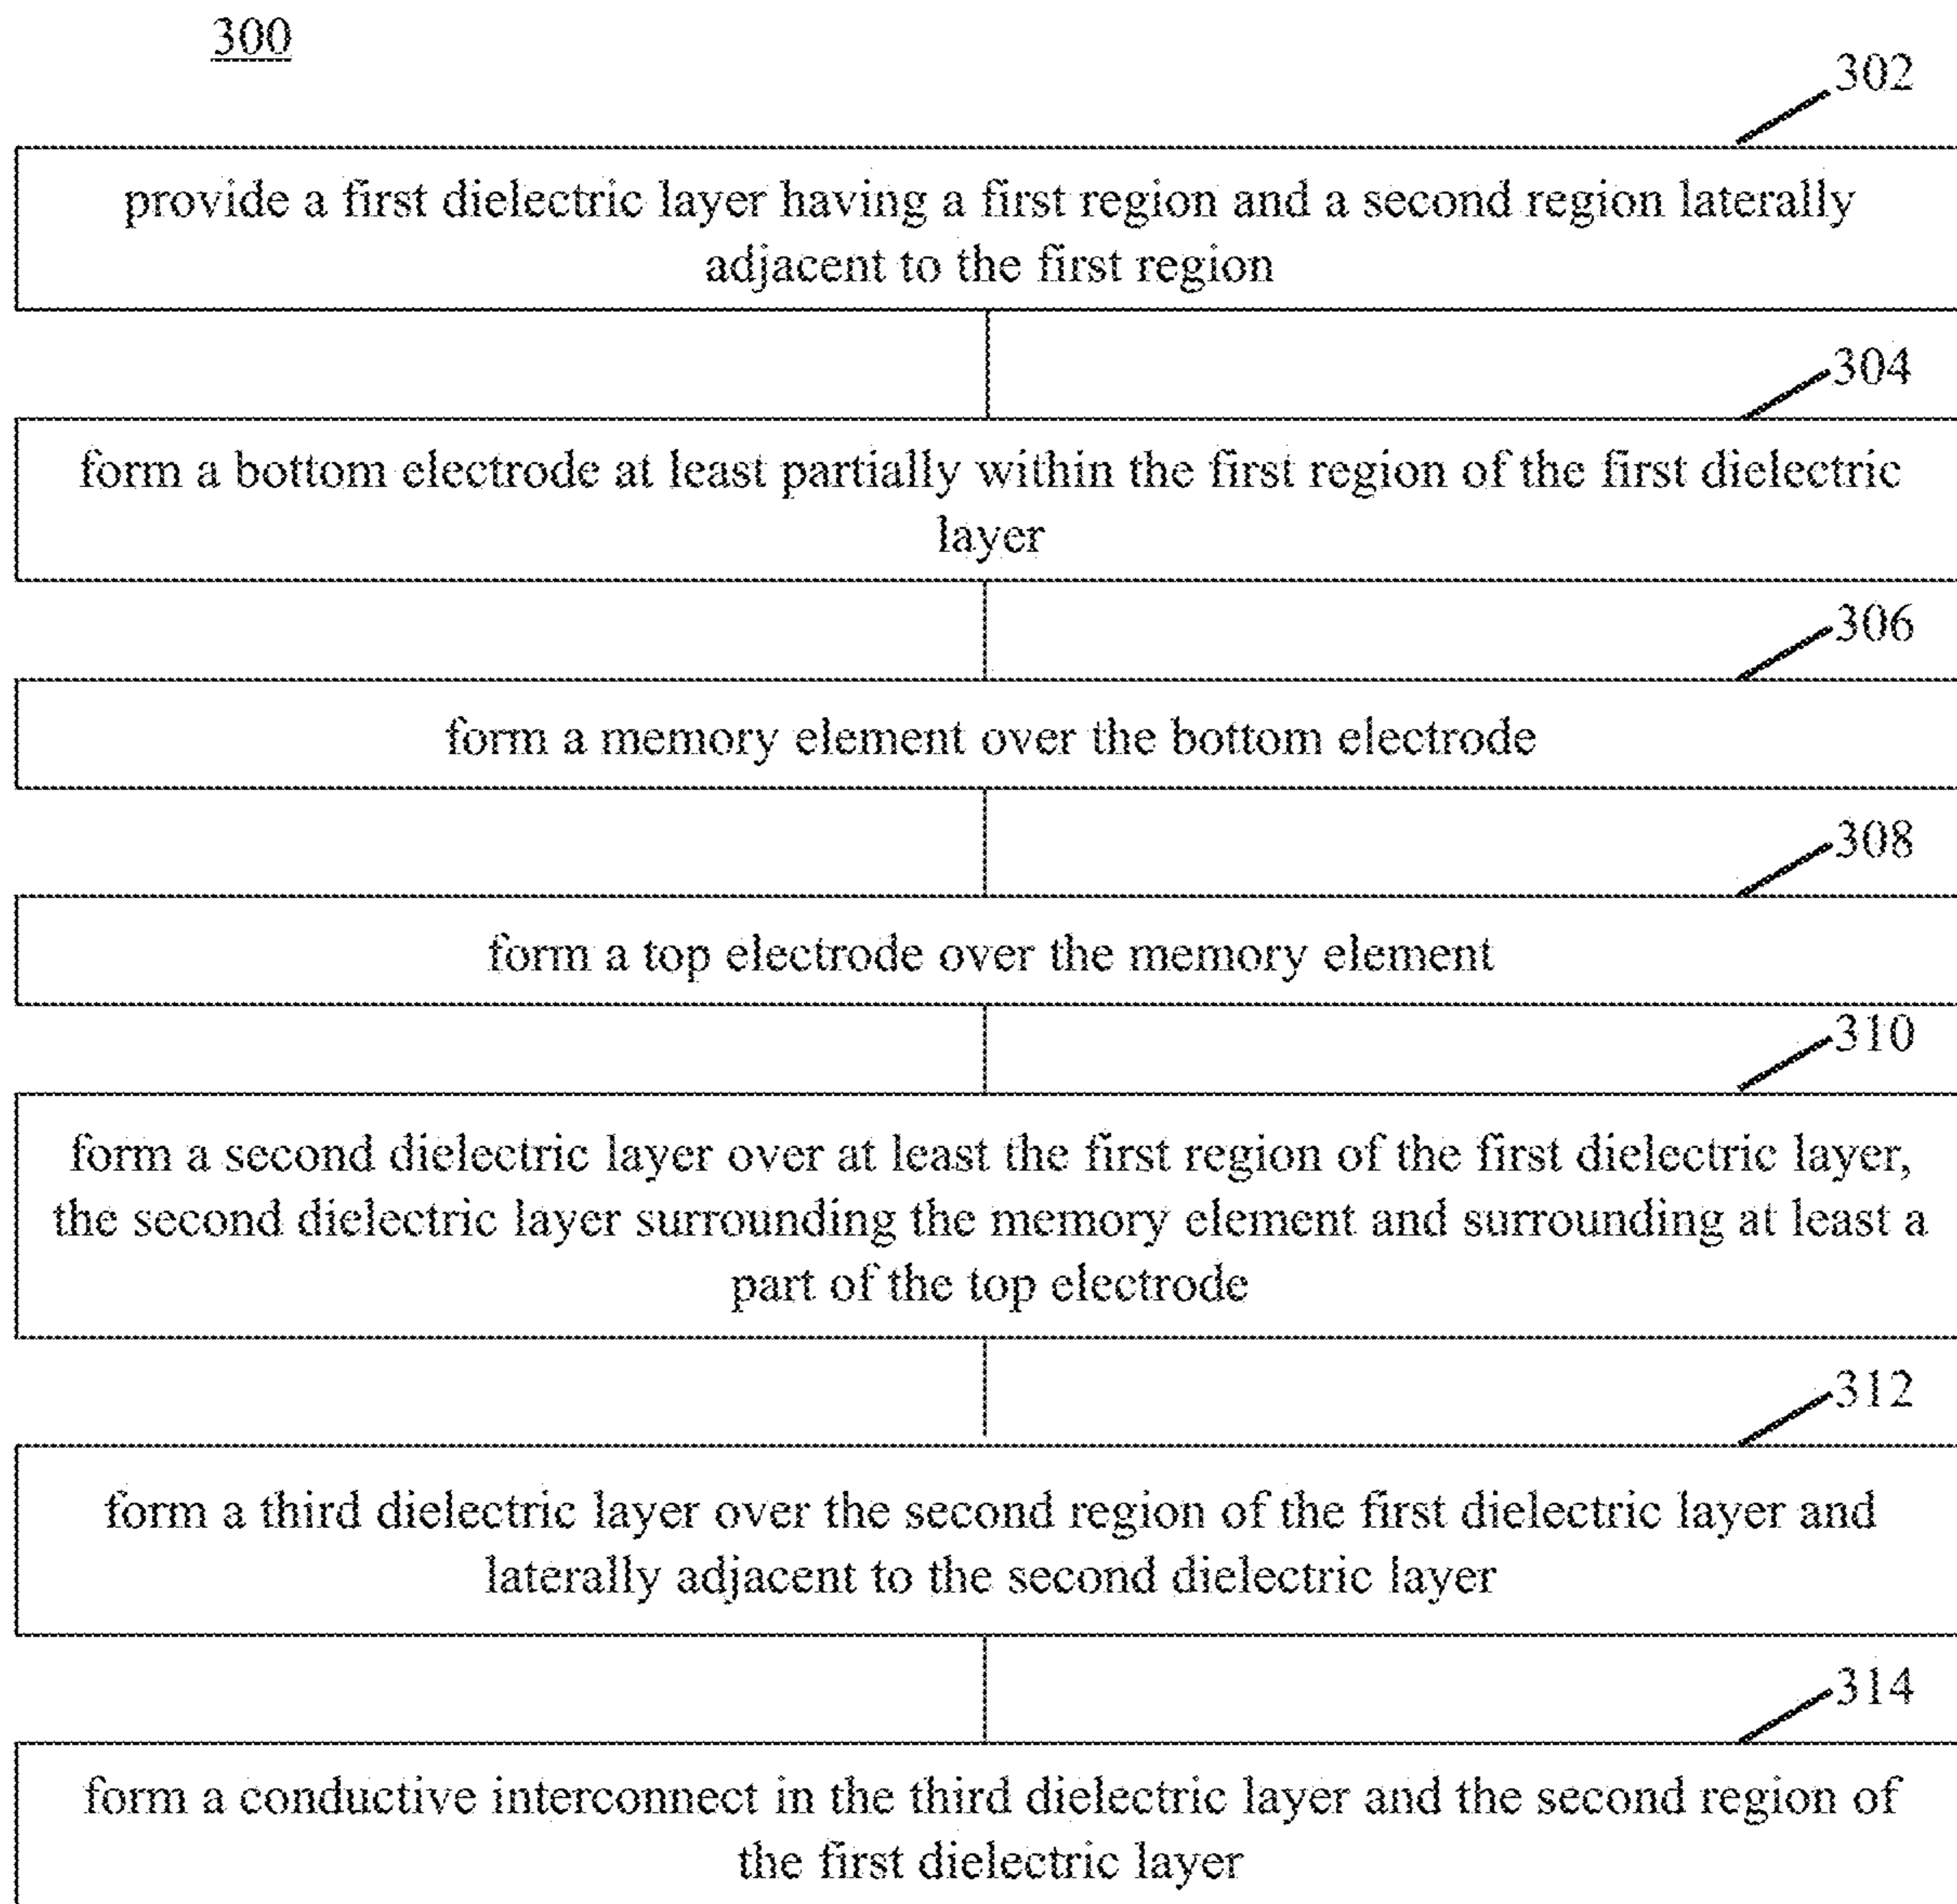 300
302
provide a first dielectric layer having a first region and a second region laterally
adjacent to the first region
304
form a bottom electrode at least partially within the first region of the first dielectric
layer
306
form a memory element over the bottom electrode
308
form a top electrode over the memory element
310
form a second dielectric layer over at least the first region of the first dielectric layer,
the second dielectric layer surrounding the memory element and surrounding at least a
part of the top electrode
312
form a third dielectric layer over the second region of the first dielectric layer and
laterally adjacent to the second dielectric layer
314
form a conductive interconnect in the third dielectric layer and the second region of
the first dielectric layer